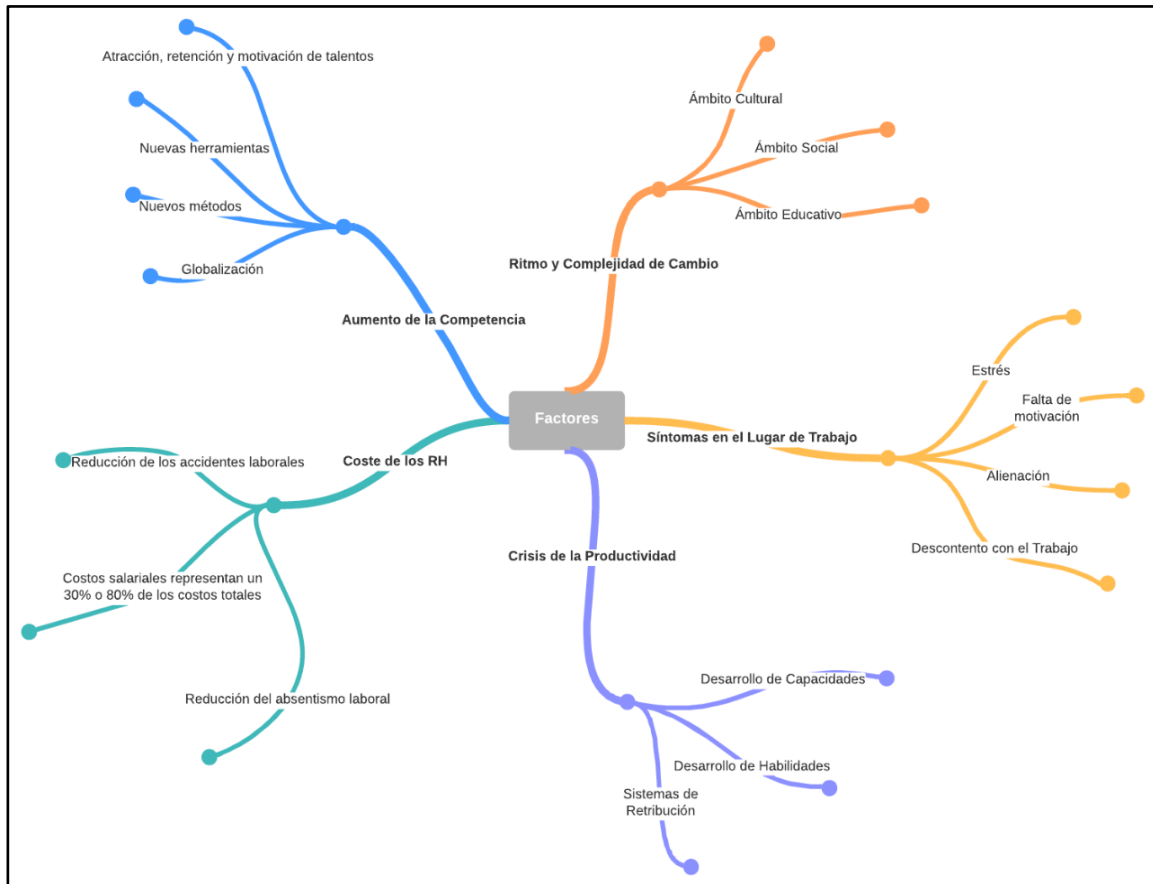 Atracción, retención y motivación de talentos
Nuevas herramientas
Nuevos métodos
Globalización
Aumento de la Competencia
Ámbito Cultural
Ámbito Social
Ámbito Educativo
Ritmo y Complejidad de Cambio
Factores
Estrés
Falta de
motivación
Síntomas en el Lugar de Trabajo
Alienación
Descontento con el Trabajo
Coste de los RH
Reducción de los accidentes laborales
Costos salariales representan un
30% o 80% de los costos totales
Reducción del absentismo laboral
Crisis de la Productividad
Desarrollo de Capacidades
Desarrollo de Habilidades
Sistemas de
Retribución